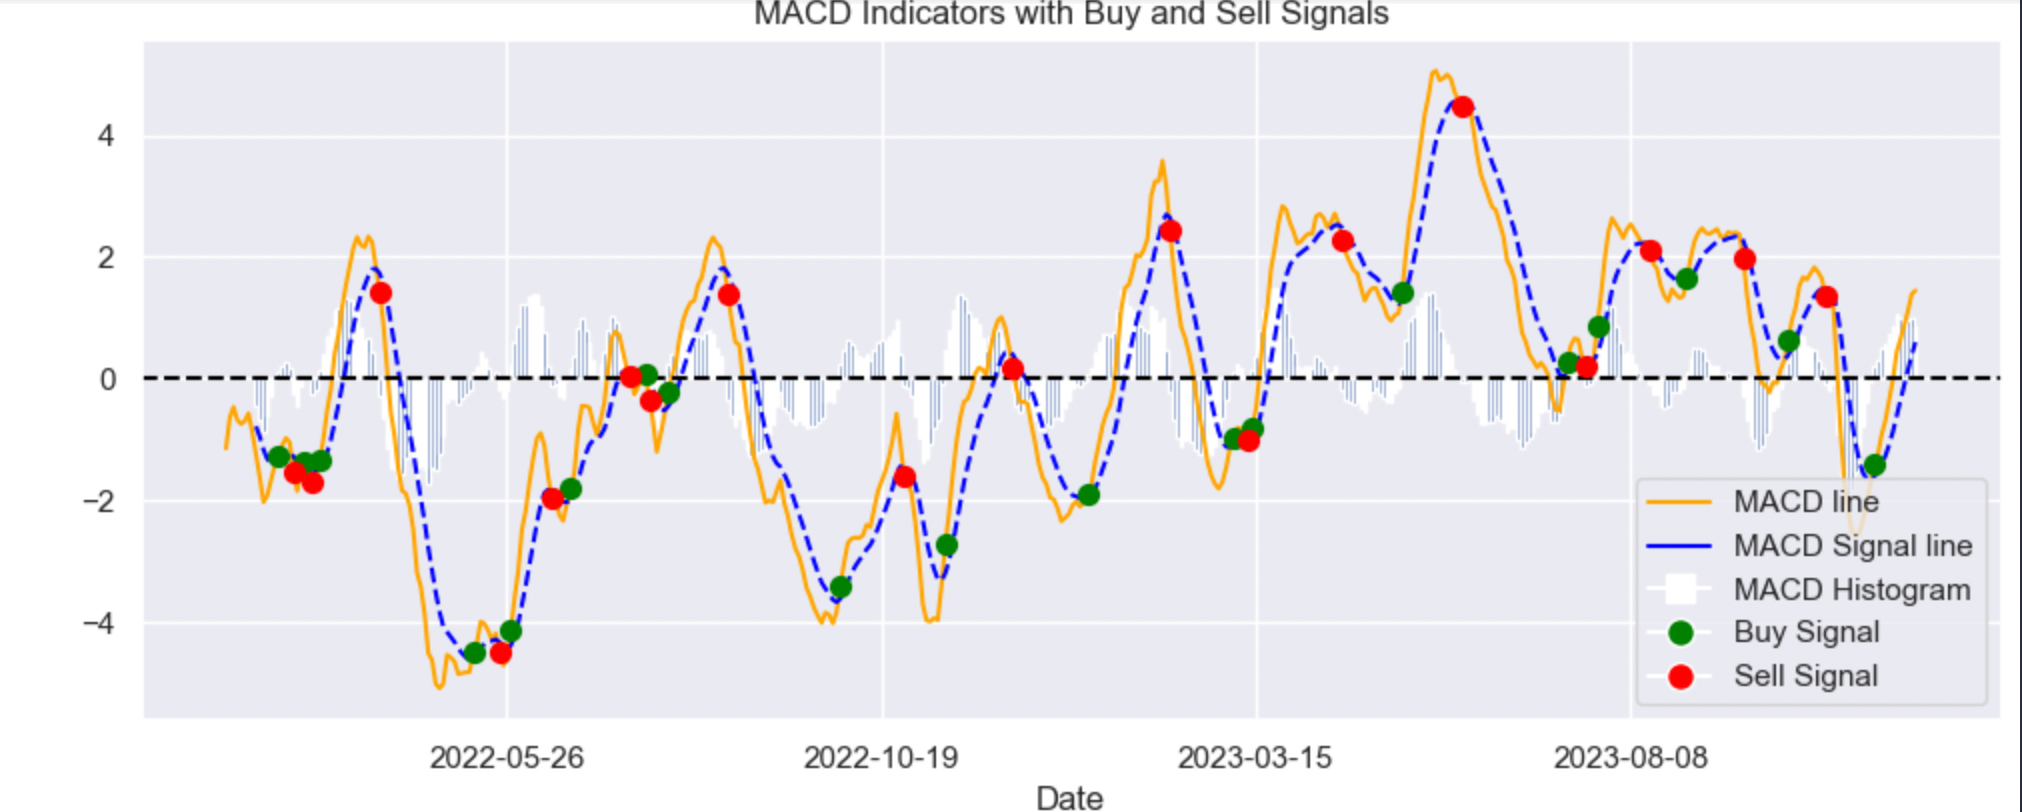 MACD Indicators with Buy and Sell Signals
4
2
0
−2
−4
MACD line
MACD Signal line
MACD Histogram
Buy Signal
Sell Signal
2022-05-26
2022-10-19
2023-03-15
2023-08-08
Date